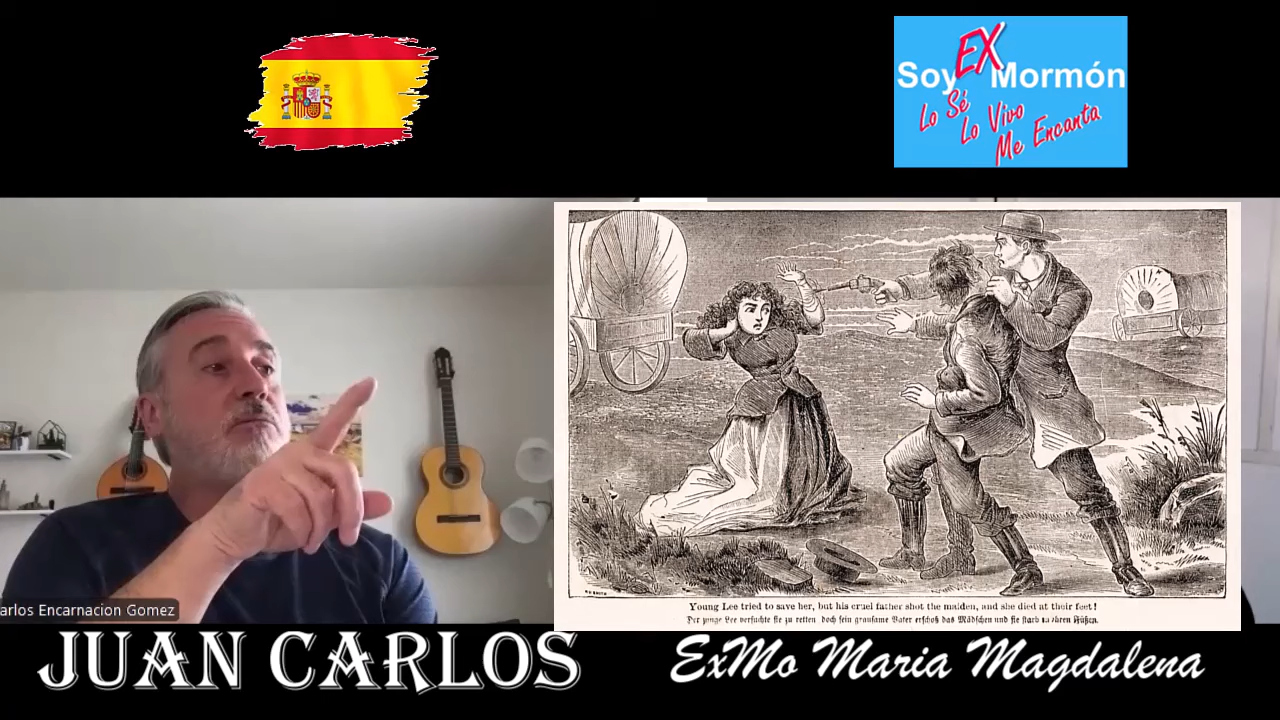 EX
Soy Mormón
Lo Sé
Lo Vivo
Me Encanta
Young Lee tried to save her, but his cruel father shot the maiden, and she died at their feet!
Der junge Lee versuchte sie zu retten doch sein grausame Vater erschoß das Mädschen und sie starb zu ihren Füßen.
arlos Encarnacion Gomez
JUAN CARLOS
ExMo Maria Magdalena